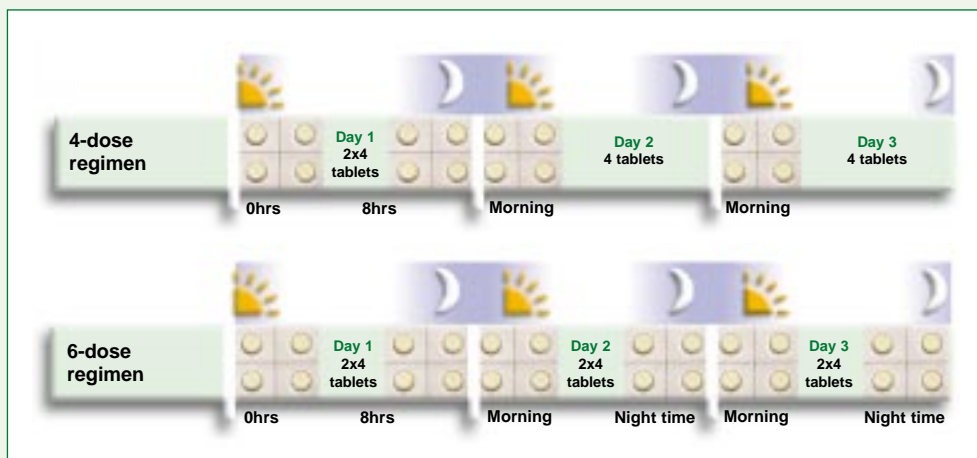 4-dose
regimen
Day 1
2x4
tablets
Day 2
4 tablets
Day 3
4 tablets
0hrs
8hrs
Morning
Morning
6-dose
regimen
Day 1
2x4
tablets
Day 2
2x4
tablets
Day 3
2x4
tablets
0hrs
8hrs
Morning
Night time
Morning
Night time